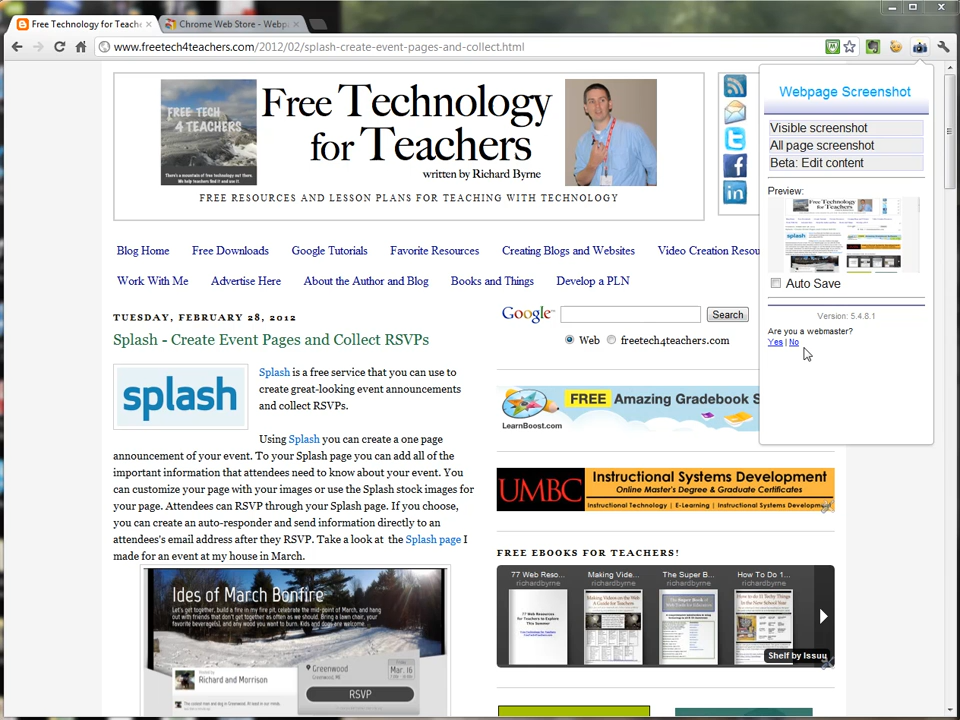 Free Technology for Teache
Chrome Web Store - Webpa
www.freetech4teachers.com/2012/02/splash-create-event-pages-and-collect.html
FREE TECH
4 TEACHERS
Free Technology
for Teachers
written by Richard Byrne
FREE RESOURCES AND LESSON PLANS FOR TEACHING WITH TECHNOLOGY
Webpage Screenshot
Visible screenshot
All page screenshot
Beta: Edit content
Preview:
Auto Save
Version: 5.4.8.1
Are you a webmaster?
Yes | No
Blog Home
Free Downloads
Google Tutorials
Favorite Resources
Creating Blogs and Websites
Video Creation Resou
Work With Me
Advertise Here
About the Author and Blog
Books and Things
Develop a PLN
TUESDAY, FEBRUARY 28, 2012
Splash - Create Event Pages and Collect RSVPs
splash
Splash is a free service that you can use to
create great-looking event announcements
and collect RSVPs.
Using Splash you can create a one page
announcement of your event. To your Splash page you can add all of the
important information that attendees need to know about your event. You
can customize your page with your images or use the Splash stock images for
your page. Attendees can RSVP through your Splash page. If you choose,
you can create an auto-responder and send information directly to an
attendee's email address after they RSVP. Take a look at the Splash page I
made for an event at my house in March.
Ides of March Bonfire
Greenwood
Mar. 16
Richard and Morrison
RSVP
Google
Search
Web
freetech4teachers.com
FREE Amazing Gradebook S
LearnBoost.com
UMBC
Instructional Systems Development
Online Master's Degree & Graduate Certificates
Instructional Technology | E-Learning | Instructional Systems Development
FREE EBOOKS FOR TEACHERS!
77 Web Reso...
richardbyrne
Making Vide...
richardbyrne
The Super B...
richardbyrne
How To Do 1...
richardbyrne
Shelf by Issuu